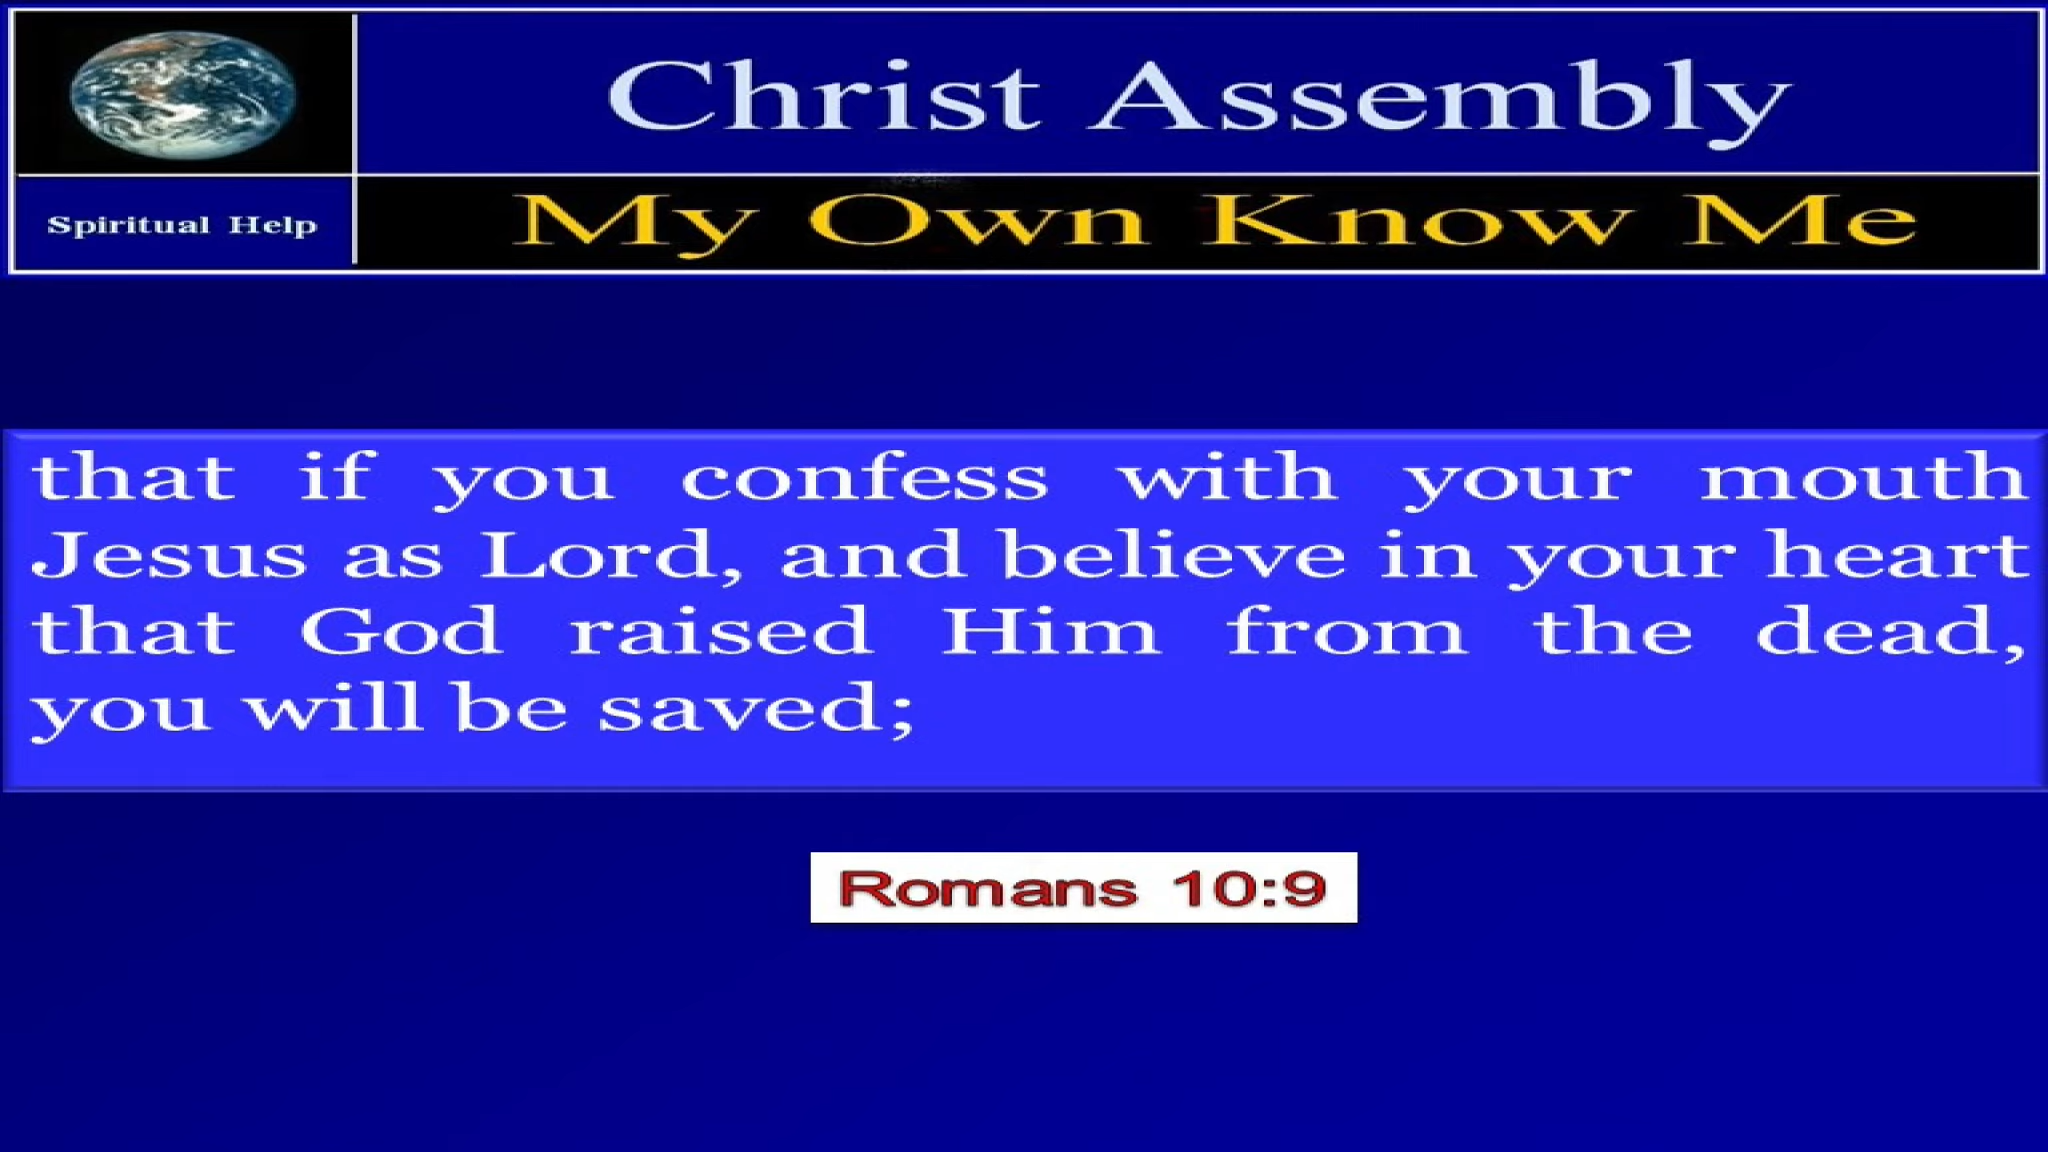 Christ Assembly
Spiritual Help
My Own Know Me
that if you confess with your mouth
Jesus as Lord, and believe in your heart
that God raised Him from the dead,
you will be saved;
Romans 10:9